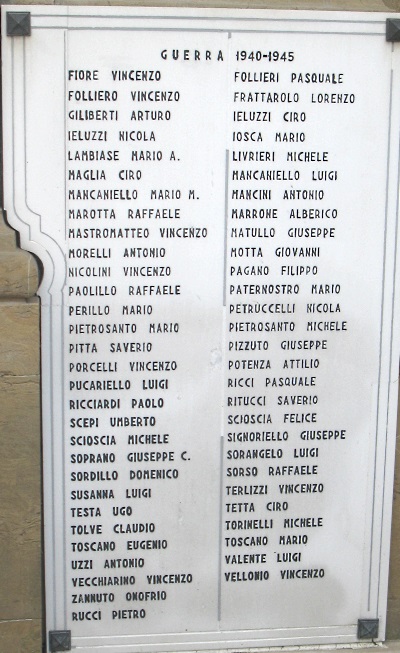 GUERRA 1940-1945
FIORE VINCENZO
FOLLIERO VINCENZO
GILIBERTI ARTURO
IELUZZI NICOLA
LAMBIASE MARIO A.
MAGLIA CIRO
MANCANIELLO MARIO M.
MAROTTA RAFFAELE
MASTROMATTEO VINCENZO
MORELLI ANTONIO
NICOLINI VINCENZO
PAOLILLO RAFFAELE
PERILLO MARIO
PIETROSANTO MARIO
PITTA SAVERIO
PORCELLI VINCENZO
PUCARIELLO LUIGI
RICCIARDI PAOLO
SCEPI UMBERTO
SCIOSCIA MICHELE
SOPRANO GIUSEPPE C.
SORDILLO DOMENICO
SUSANNA LUIGI
TESTA UGO
TOLVE CLAUDIO
TOSCANO EUGENIO
UZZI ANTONIO
VECCHIARINO VINCENZO
ZANNUTO ONOFRIO
RUCCI PIETRO
FOLLIERI PASQUALE
FRATTAROLO LORENZO
IELUZZI CIRO
IOSCA MARIO
LIVRIERI MICHELE
MANCANIELLO LUIGI
MANCINI ANTONIO
MARRONE ALBERICO
MATULLO GIUSEPPE
MOTTA GIOVANNI
PAGANO FILIPPO
PATERNOSTRO MARIO
PETRUCCELLI NICOLA
PIETROSANTO MICHELE
PIZZUTO GIUSEPPE
POTENZA ATTILIO
RICCI PASQUALE
RITUCCI SAVERIO
SCIOSCIA FELICE
SIGNORIELLO GIUSEPPE
SORANGELO LUIGI
SORSO RAFFAELE
TERLIZZI VINCENZO
TETTA CIRO
TORINELLI MICHELE
TOSCANO MARIO
VALENTE LUIGI
VELLONIO VINCENZO